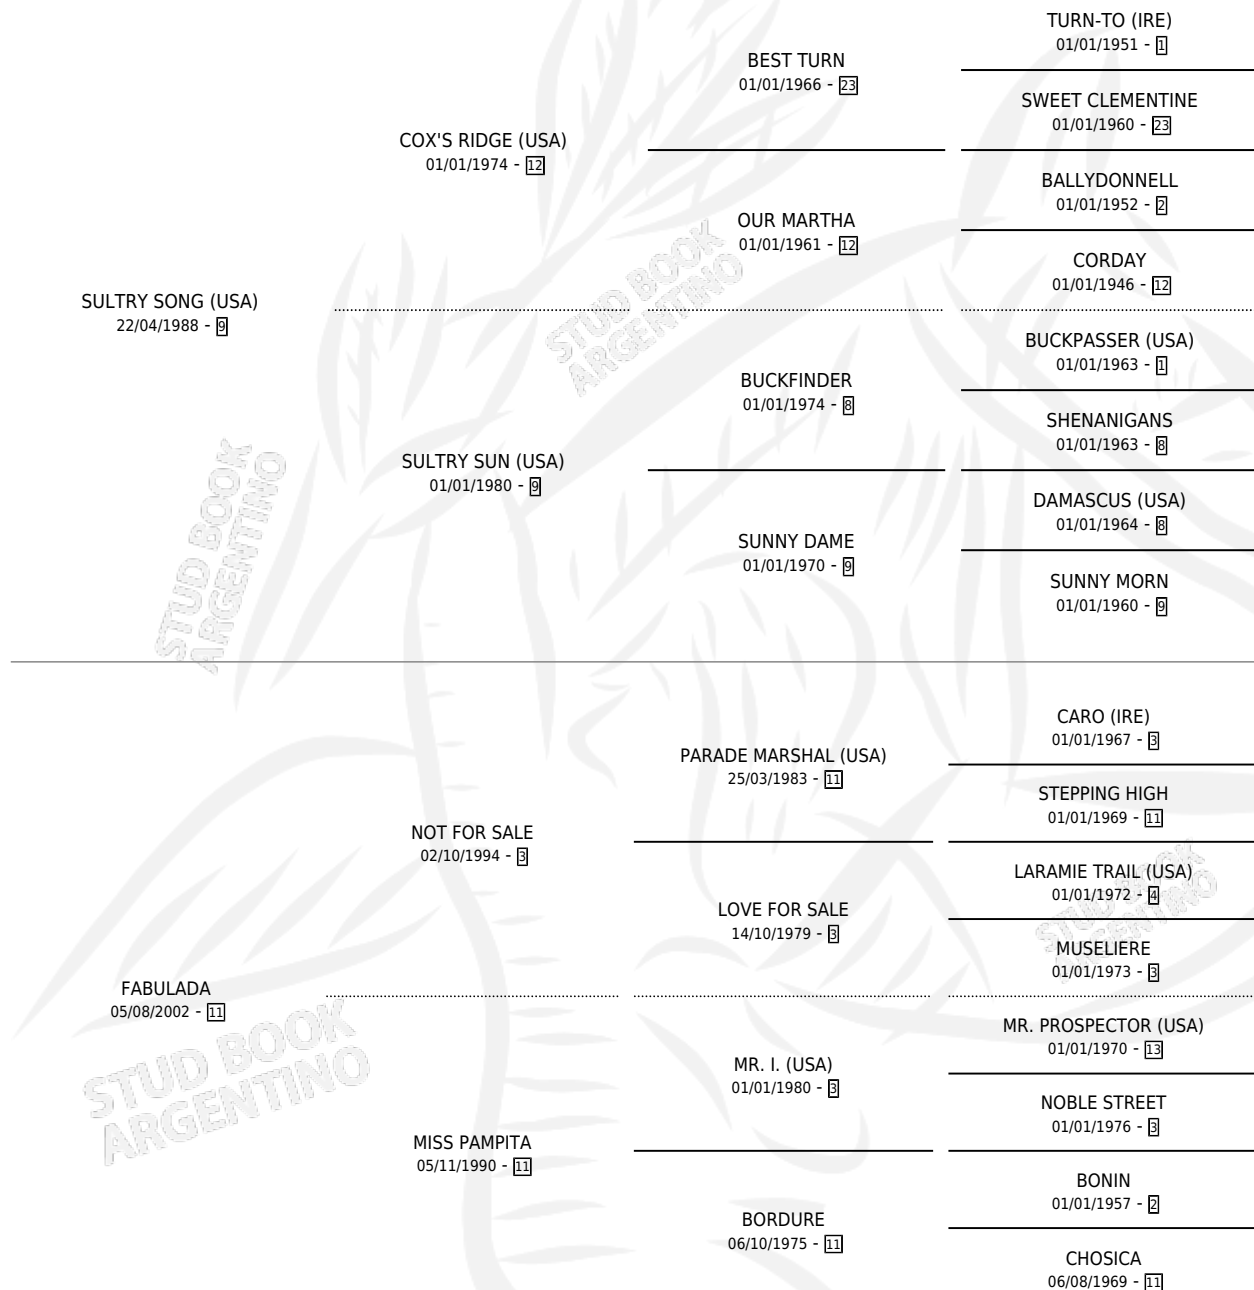 TURN-TO (IRE)
01/01/1951 - 1
BEST TURN
01/01/1966 - 23
SWEET CLEMENTINE
01/01/1960 - 23
COX'S RIDGE (USA)
01/01/1974 - 12
BALLYDONNELL
01/01/1952 - 2
OUR MARTHA
01/01/1961 - 12
CORDAY
01/01/1946 - 12
SULTRY SONG (USA)
22/04/1988 - 9
BUCKPASSER (USA)
01/01/1963 - 1
BUCKFINDER
01/01/1974 - 8
SHENANIGANS
01/01/1963 - 8
SULTRY SUN (USA)
01/01/1980 - 9
DAMASCUS (USA)
01/01/1964 - 8
SUNNY DAME
01/01/1970 - 9
SUNNY MORN
01/01/1960 - 9
CARO (IRE)
01/01/1967 - 3
PARADE MARSHAL (USA)
25/03/1983 - 11
STEPPING HIGH
01/01/1969 - 11
NOT FOR SALE
02/10/1994 - 3
LARAMIE TRAIL (USA)
01/01/1972 - 4
LOVE FOR SALE
14/10/1979 - 3
MUSELIERE
01/01/1973 - 3
FABULADA
05/08/2002 - 11
MR. PROSPECTOR (USA)
01/01/1970 - 13
MR. I. (USA)
01/01/1980 - 3
NOBLE STREET
01/01/1976 - 3
MISS PAMPITA
05/11/1990 - 11
BONIN
01/01/1957 - 2
BORDURE
06/10/1975 - 11
CHOSICA
06/08/1969 - 11
STUD BOOK
ARGENTINO
STUD BOOK
ARGENTINO
STUD BOOK
ARGENTINO
STUD BOOK
ARGENTINO